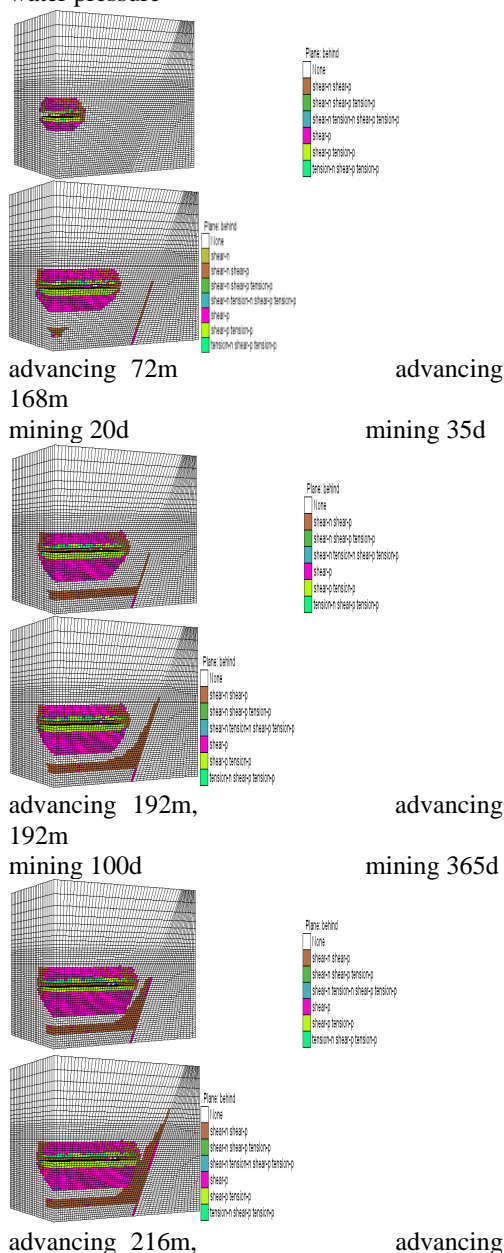 water pressure
Plane: behind
None
shear-n shear-p
shear-n shear-p tension-p
shear-n tension-n shear-p tension-p
shear-p
shear-p tension-p
tension-n shear-p tension-p
Plane: behind
None
shear-n
shear-n shear-p
shear-n shear-p tension-p
shear-n tension-n shear-p tension-p
shear-p
shear-p tension-p
tension-n shear-p tension-p
advancing 72m advancing
168m
mining 20d mining 35d
Plane: behind
None
shear-n shear-p
shear-n shear-p tension-p
shear-n tension-n shear-p tension-p
shear-p
shear-p tension-p
tension-n shear-p tension-p
Plane: behind
None
shear-n shear-p
shear-n shear-p tension-p
shear-n tension-n shear-p tension-p
shear-p
shear-p tension-p
tension-n shear-p tension-p
advancing 192m, advancing
192m
mining 100d mining 365d
Plane: behind
None
shear-n shear-p
shear-n shear-p tension-p
shear-n tension-n shear-p tension-p
shear-p
shear-p tension-p
tension-n shear-p tension-p
Plane: behind
None
shear-n shear-p
shear-n shear-p tension-p
shear-n tension-n shear-p tension-p
shear-p
shear-p tension-p
tension-n shear-p tension-p
advancing 216m, advancing